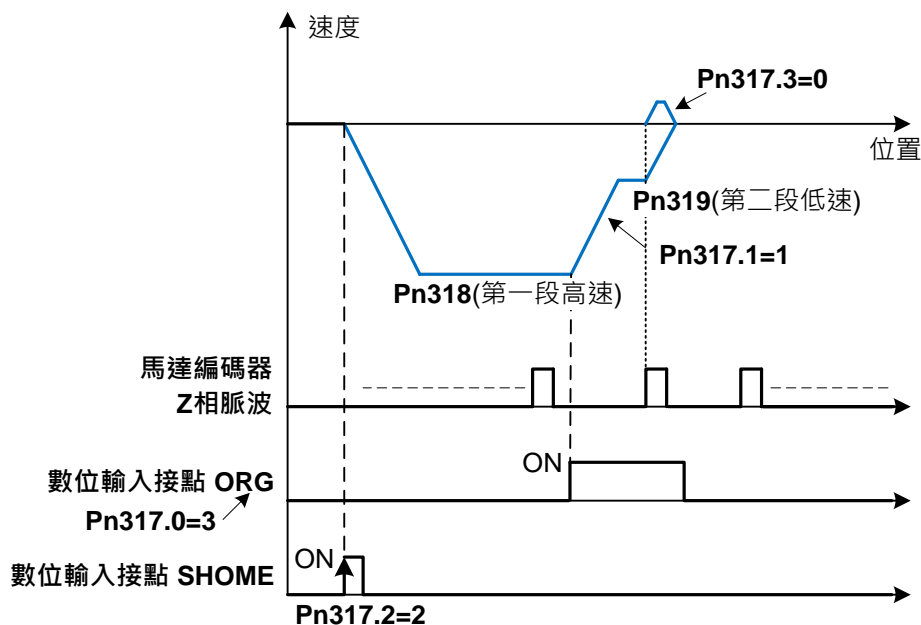 速度
Pn317.3=0
位置
Pn319(第二段低速)
Pn317.1=1
Pn318(第一段高速)
馬達編碼器
Z相脈波
ON
數位輸入接點 ORG
Pn317.0=3
ON
數位輸入接點 SHOME
Pn317.2=2